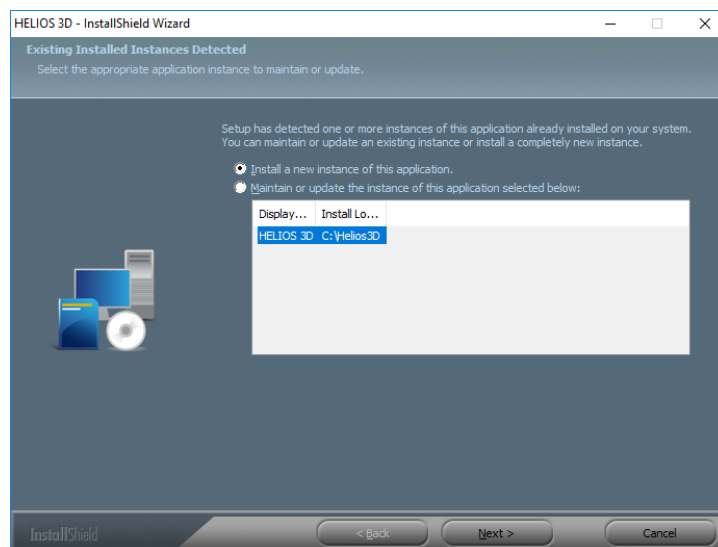 HELIOS 3D - InstallShield Wizard
Existing Installed Instances Detected
Select the appropriate application instance to maintain or update.
Setup has detected one or more instances of this application already installed on your system.
You can maintain or update an existing instance or install a completely new instance.
Install a new instance of this application.
Maintain or update the instance of this application selected below:
Display... Install Lo...
HELIOS 3D C:\Helios3D
InstallShield
< Back Next > Cancel